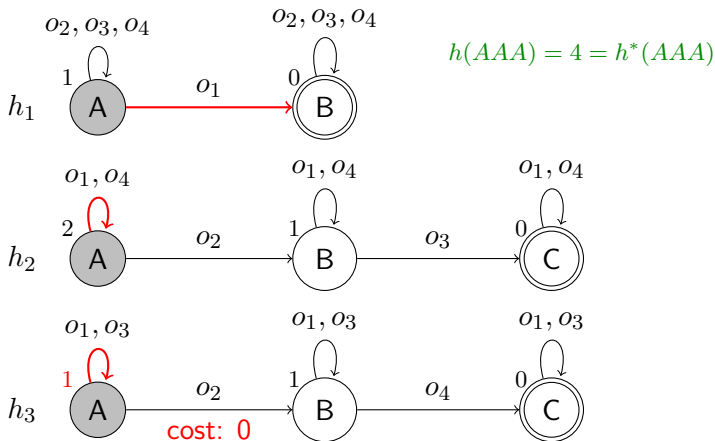 o₂, o₃, o₄ o₂, o₃, o₄
h(AAA) = 4 = h*(AAA)
1 0
o₁
h₁ A B
o₁, o₄ o₁, o₄ o₁, o₄
2 1 0
o₂ o₃
h₂ A B C
o₁, o₃ o₁, o₃ o₁, o₃
1 1 0
o₂ o₄
h₃ A B C
cost: 0